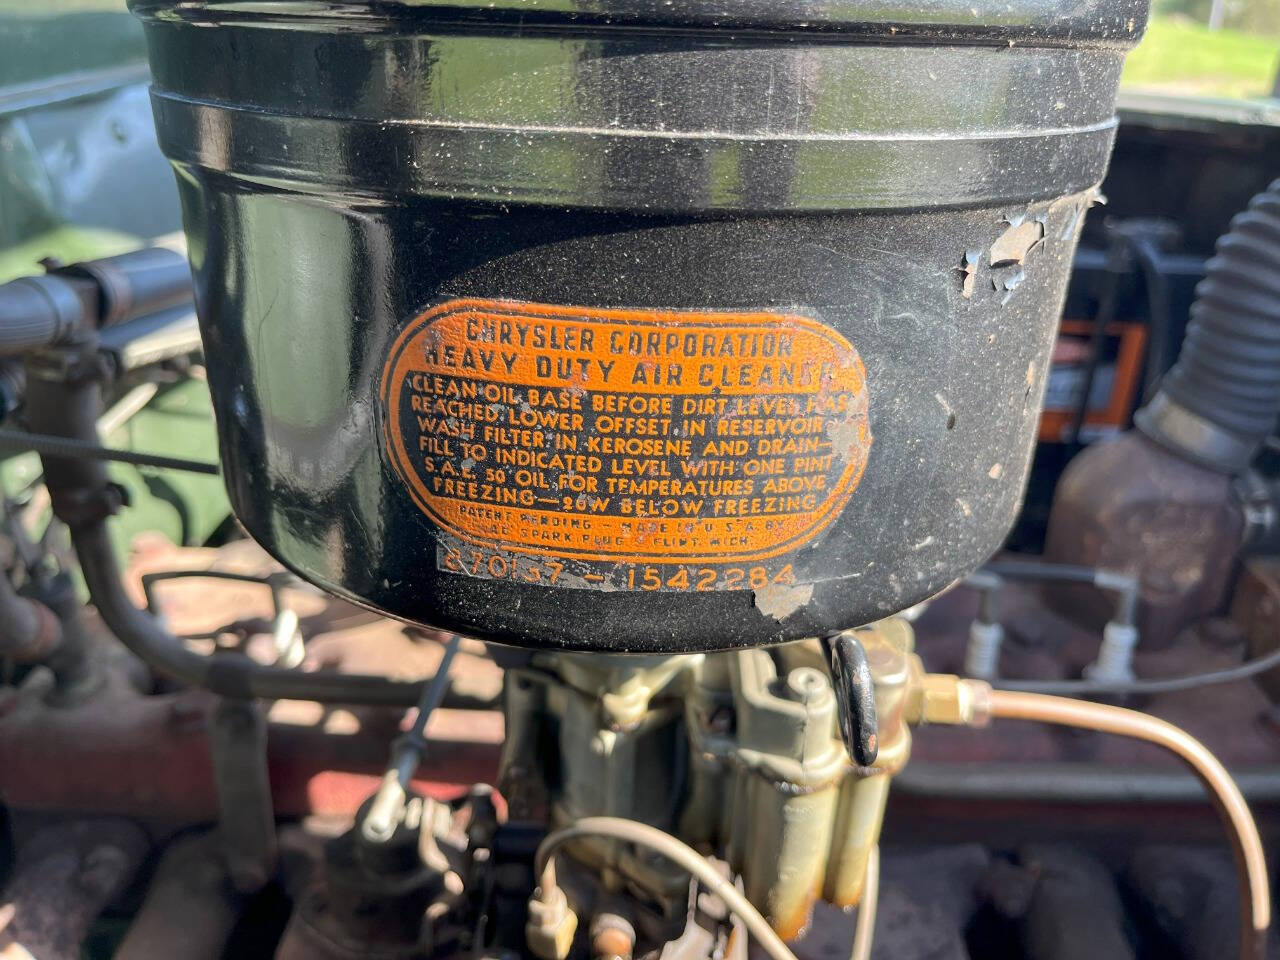 CHRYSLER CORPORATION
HEAVY DUTY AIR CLEANER
CLEAN OIL BASE BEFORE DIRT LEVEL HAS
REACHED LOWER OFFSET IN RESERVOIR
WASH FILTER IN KEROSENE AND DRAIN—
FILL TO INDICATED LEVEL WITH ONE PINT
S.A.E. 50 OIL FOR TEMPERATURES ABOVE
FREEZING—20W BELOW FREEZING
PATENT PENDING – MADE IN U.S.A. BY
AC SPARK PLUG FLINT, MICH.
– 1542284